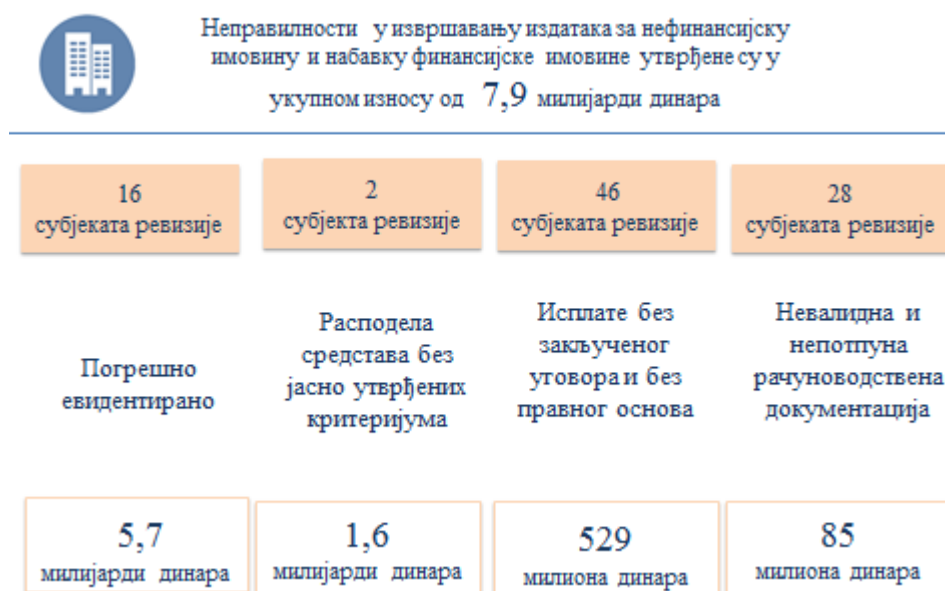 Неправилности у извршавању издатака за нефинансијску
имовину и набавку финансијске имовине утврђене су у
укупном износу од 7,9 милијарди динара
16
субјеката ревизије
2
субјекта ревизије
46
субјеката ревизије
28
субјеката ревизије
Погрешно
евидентирано
Расподела
средстава без
јасно утврђених
критеријума
Исплате без
закљученог
уговора и без
правног основа
Невалидна и
непотпуна
рачуноводствена
документација
5,7
милијарди динара
1,6
милијарди динара
529
милиона динара
85
милиона динара